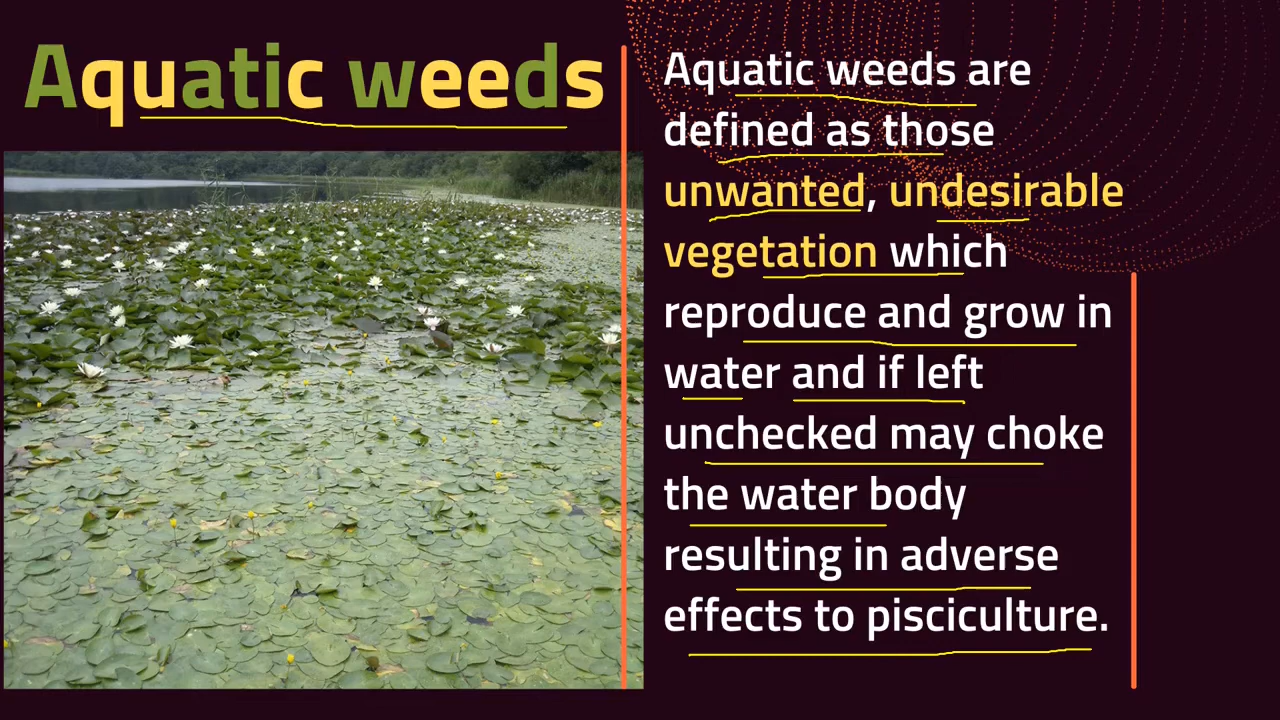 Aquatic weeds
Aquatic weeds are
defined as those
unwanted, undesirable
vegetation which
reproduce and grow in
water and if left
unchecked may choke
the water body
resulting in adverse
effects to pisciculture.